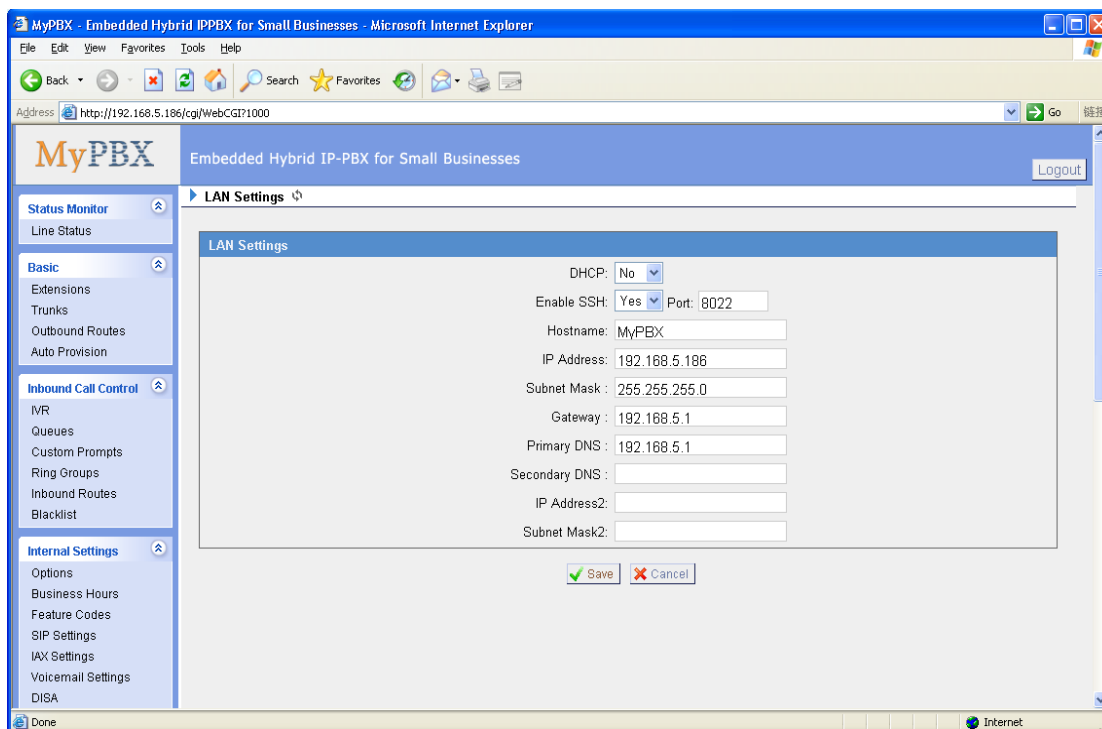 MyPBX - Embedded Hybrid IPPBX for Small Businesses - Microsoft Internet Explorer
File Edit View Favorites Tools Help
Back Search Favorites
Address http://192.168.5.186/cgi/WebCGI?1000 Go 链接
MyPBX
Embedded Hybrid IP-PBX for Small Businesses
Logout
LAN Settings
Status Monitor
Line Status
Basic
Extensions
Trunks
Outbound Routes
Auto Provision
Inbound Call Control
IVR
Queues
Custom Prompts
Ring Groups
Inbound Routes
Blacklist
Internal Settings
Options
Business Hours
Feature Codes
SIP Settings
IAX Settings
Voicemail Settings
DISA
LAN Settings
DHCP: No
Enable SSH: Yes Port: 8022
Hostname: MyPBX
IP Address: 192.168.5.186
Subnet Mask : 255.255.255.0
Gateway : 192.168.5.1
Primary DNS : 192.168.5.1
Secondary DNS :
IP Address2:
Subnet Mask2:
Save Cancel
Done Internet